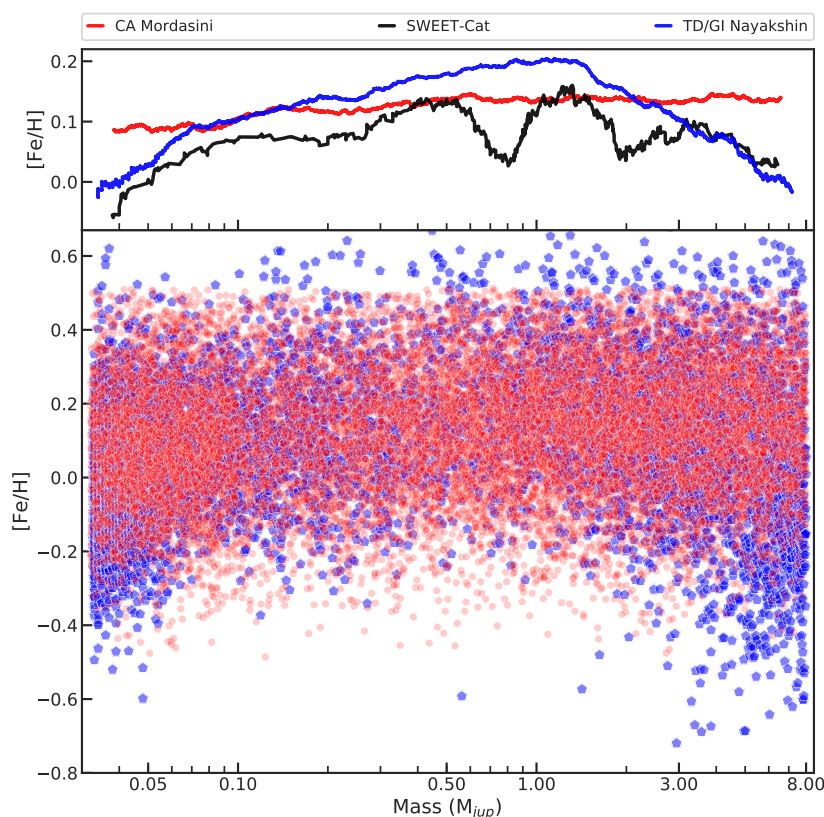 CA Mordasini SWEET-Cat TD/GI Nayakshin
0.2
0.1
0.0
[Fe/H]
0.6
0.4
0.2
0.0
−0.2
−0.4
−0.6
−0.8
[Fe/H]
0.05 0.10 0.50 1.00 3.00 8.00
Mass (M_jup)